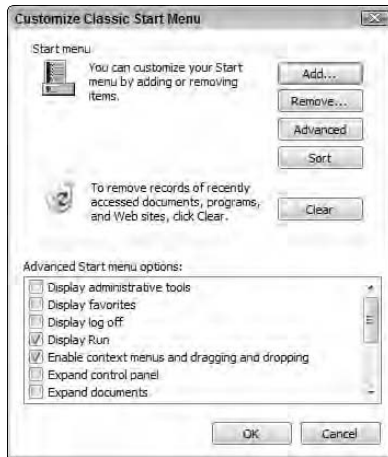 Customize Classic Start Menu
Start menu
You can customize your Start
menu by adding or removing
items.
Add...
Remove...
Advanced
Sort
To remove records of recently
accessed documents, programs,
and Web sites, click Clear.
Clear
Advanced Start menu options:
Display administrative tools
Display favorites
Display log off
Display Run
Enable context menus and dragging and dropping
Expand control panel
Expand documents
OK
Cancel